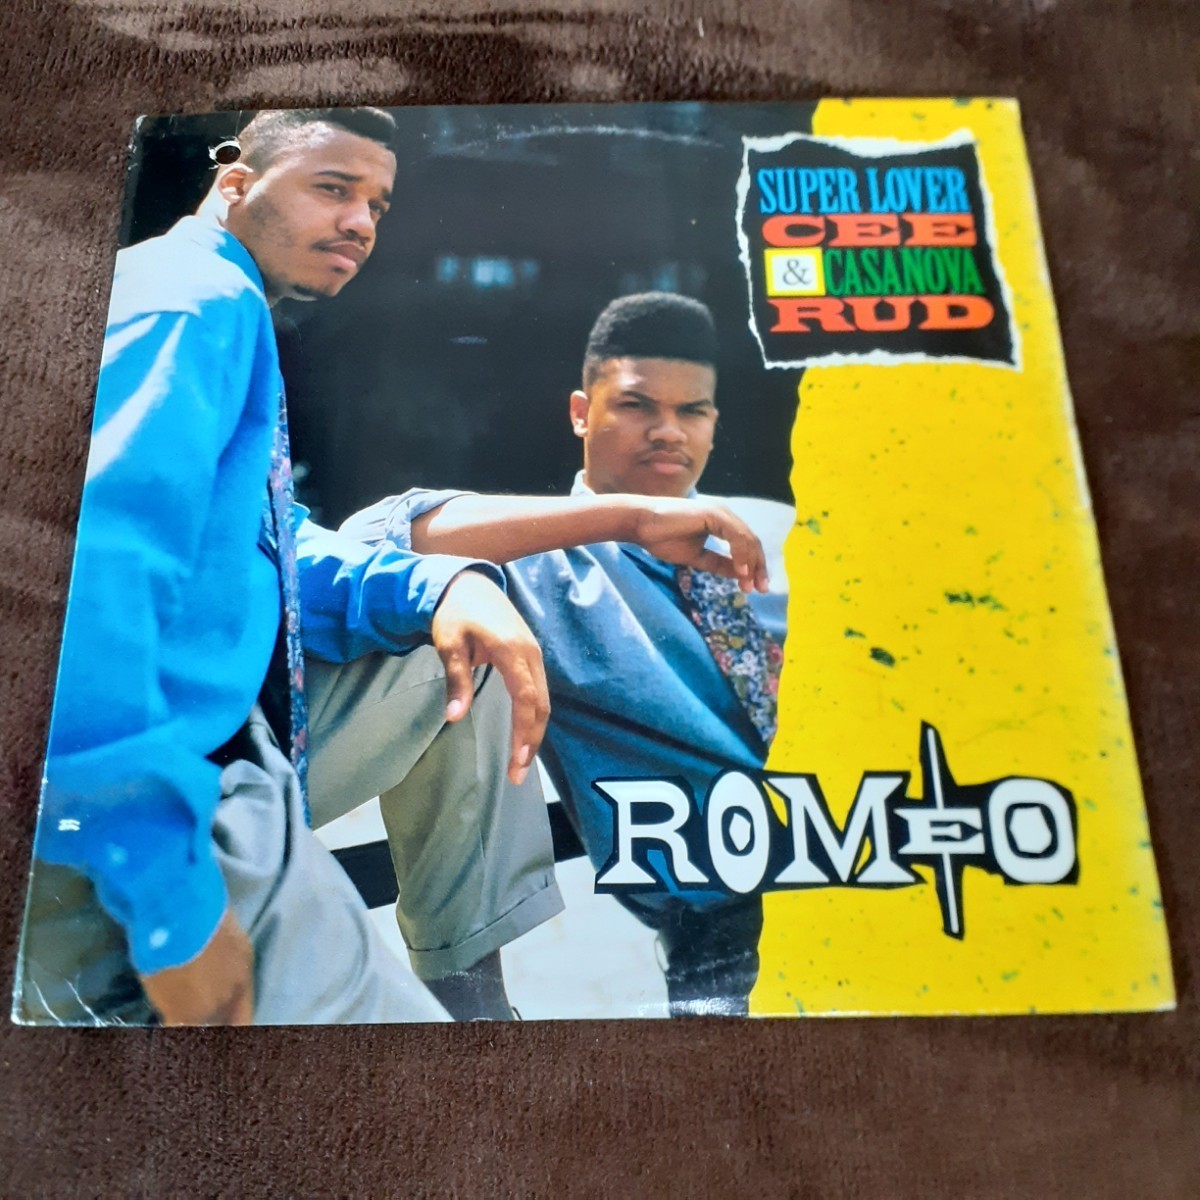 SUPER LOVER
CEE
& CASANOVA
RUD
ROMEO